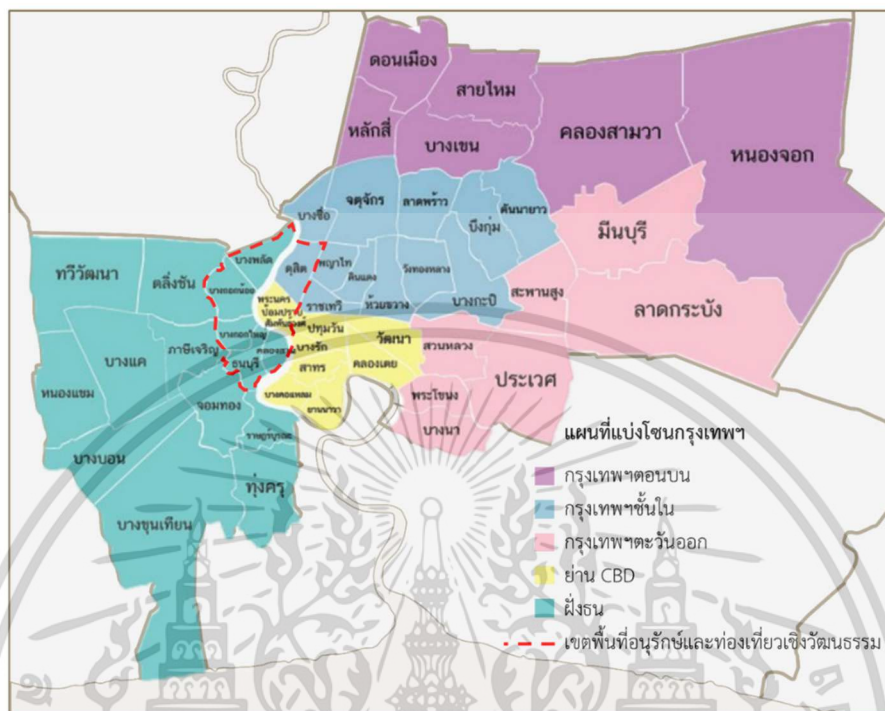 ดอนเมือง
สายไหม
หลักสี่
บางเขน
คลองสามวา
หนองจอก
บางซื่อ
จตุจักร
ลาดพร้าว
บึงกุ่ม
คันนายาว
มีนบุรี
ทวีวัฒนา
ตลิ่งชัน
บางพลัด
ดุสิต
พญาไท
ดินแดง
วังทองหลาง
บางกะปิ
สะพานสูง
ลาดกระบัง
บางกอกน้อย
พระนคร
ป้อมปราบ
สัมพันธวงศ์
ราชเทวี
ห้วยขวาง
ปทุมวัน
บางรัก
วัฒนา
สวนหลวง
ประเวศ
บางแค
ภาษีเจริญ
บางกอกใหญ่
คลองสาน
ธนบุรี
สาทร
คลองเตย
หนองแขม
จอมทอง
บางคอแหลม
ยานนาวา
พระโขนง
บางนา
บางบอน
ราษฎร์บูรณะ
ทุ่งครุ
บางขุนเทียน
แผนที่แบ่งโซนกรุงเทพฯ
กรุงเทพฯตอนบน
กรุงเทพฯชั้นใน
กรุงเทพฯตะวันออก
ย่าน CBD
ฝั่งธน
เขตพื้นที่อนุรักษ์และท่องเที่ยวเชิงวัฒนธรรม